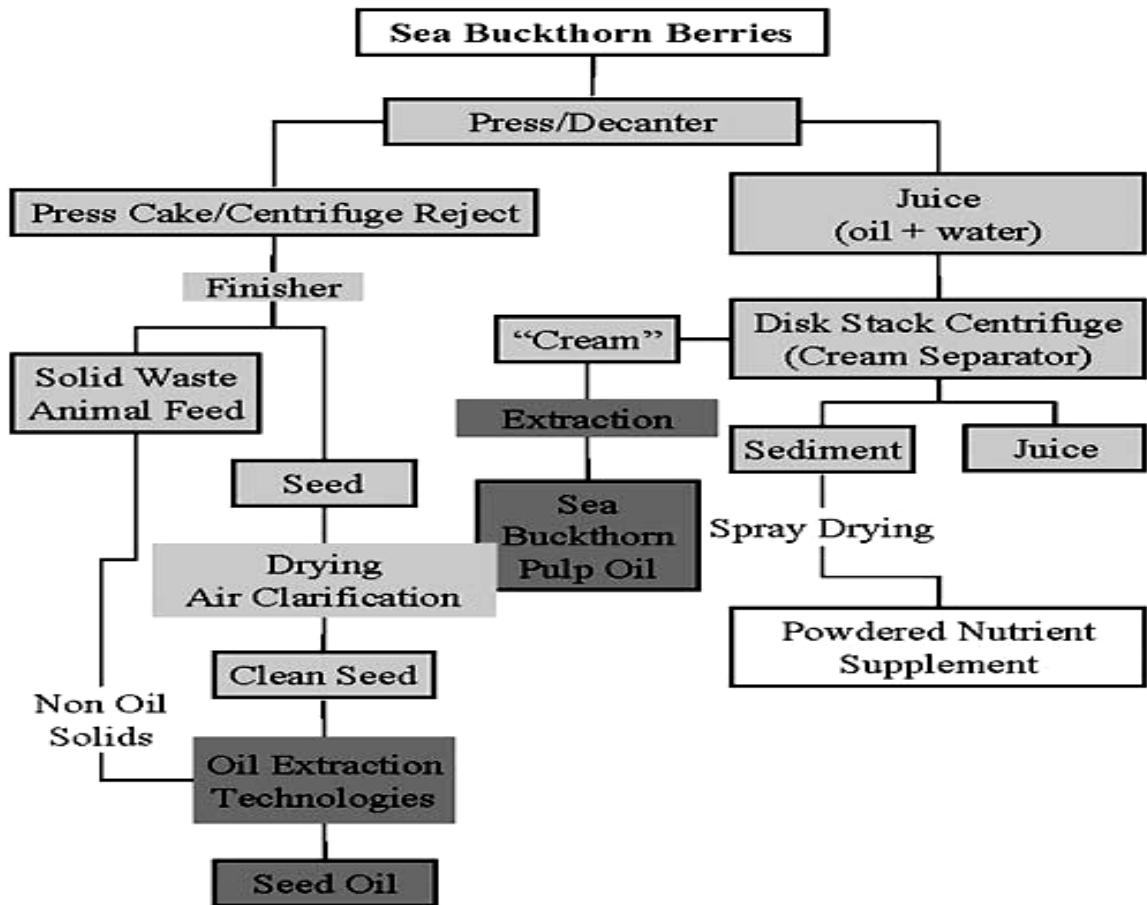 Sea Buckthorn Berries
Press/Decanter
Press Cake/Centrifuge Reject
Juice
(oil + water)
Finisher
“Cream”
Disk Stack Centrifuge
(Cream Separator)
Solid Waste
Animal Feed
Extraction
Sediment
Juice
Seed
Sea
Buckthorn
Pulp Oil
Spray Drying
Drying
Air Clarification
Powdered Nutrient
Supplement
Clean Seed
Non Oil
Solids
Oil Extraction
Technologies
Seed Oil